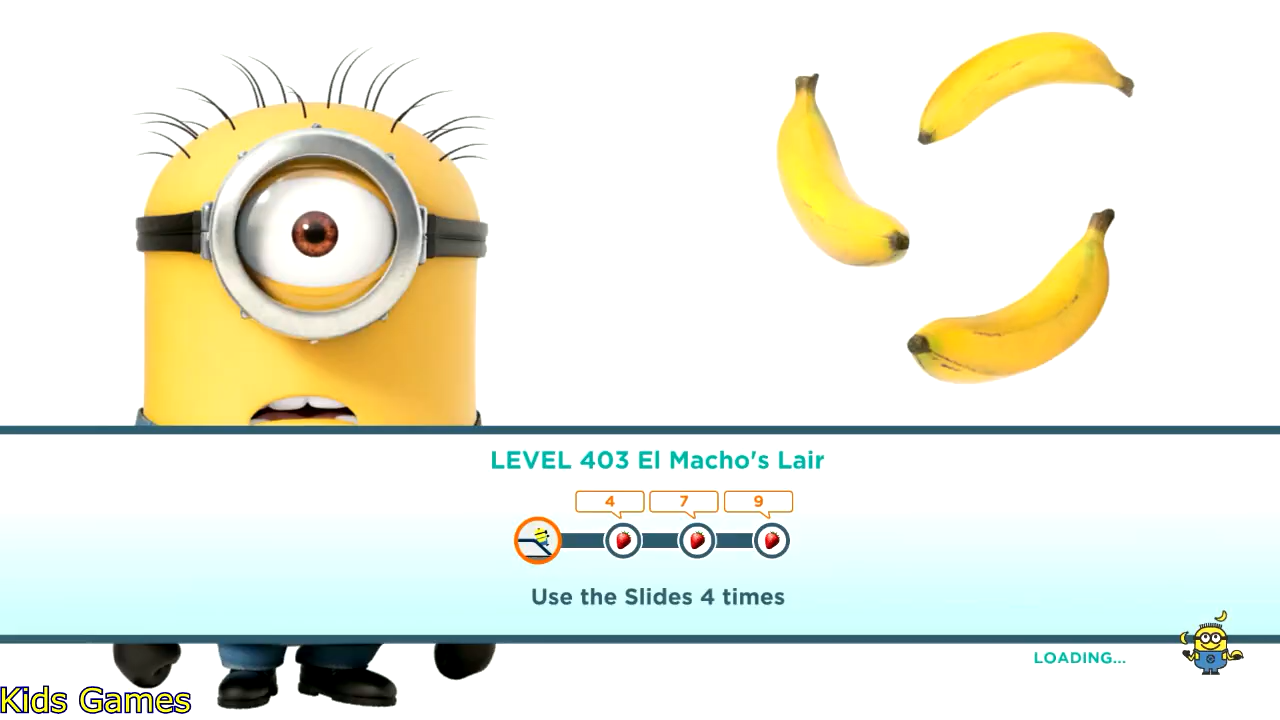 LEVEL 403 El Macho's Lair
4 7 9
Use the Slides 4 times
LOADING...
Kids Games